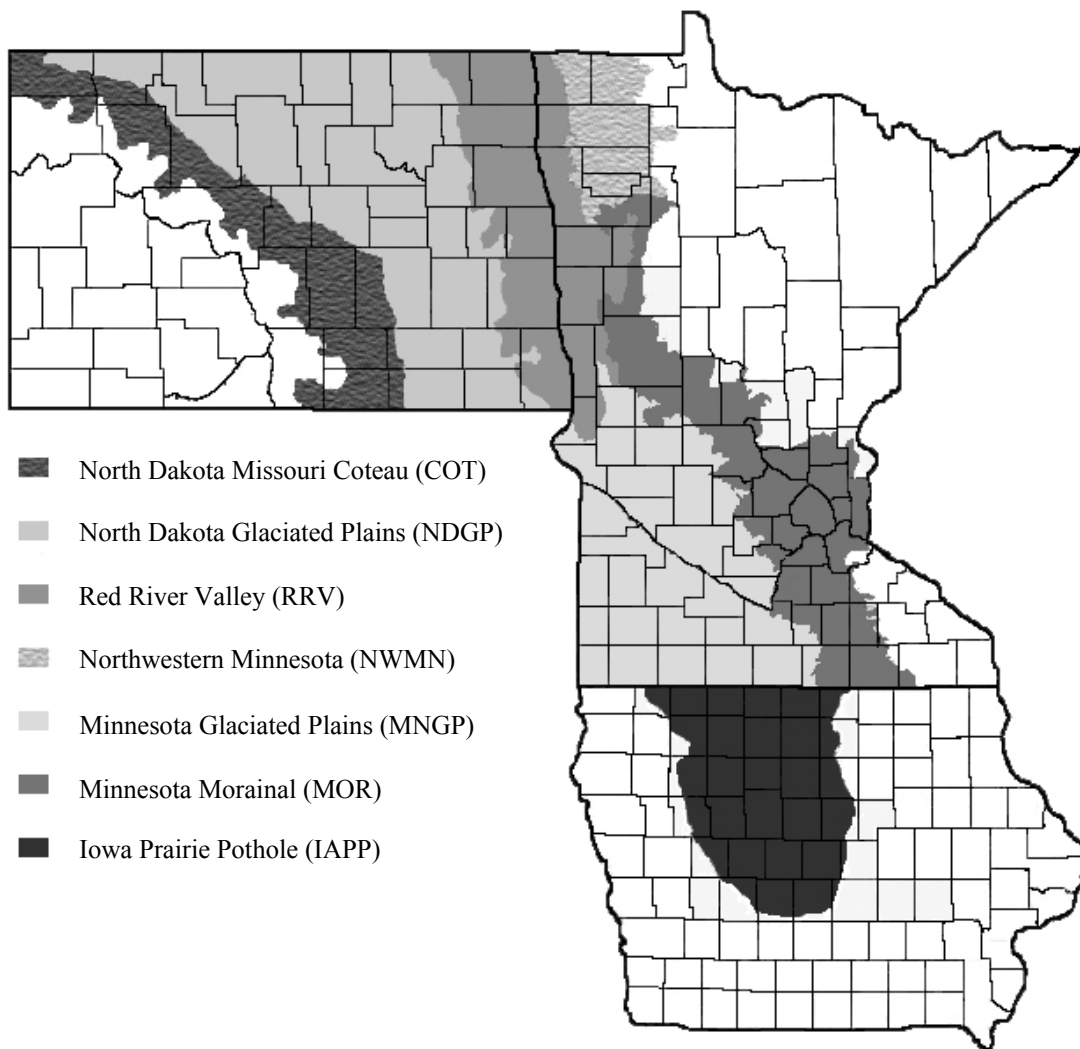 North Dakota Missouri Coteau (COT)
North Dakota Glaciated Plains (NDGP)
Red River Valley (RRV)
Northwestern Minnesota (NWMN)
Minnesota Glaciated Plains (MNGP)
Minnesota Morainal (MOR)
Iowa Prairie Pothole (IAPP)